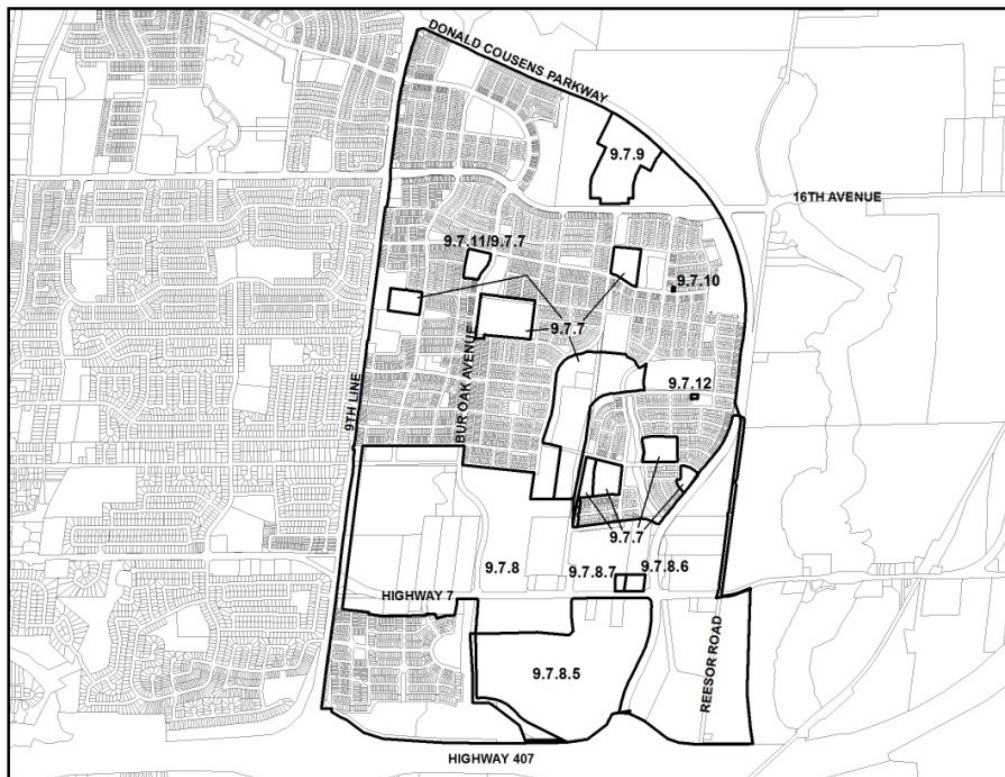 DONALD COUSENS PARKWAY
9.7.9
16TH AVENUE
9.7.11/9.7.7
9.7.10
9.7.7
BUR OAK AVENUE
9TH LINE
9.7.12
9.7.7
9.7.8
9.7.8.7
9.7.8.6
HIGHWAY 7
9.7.8.5
REESOR ROAD
HIGHWAY 407